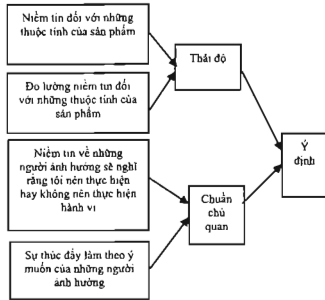 Niềm tin đối với những
thuộc tính của sản phẩm
Đo lường niềm tin đối
với những thuộc tính của
sản phẩm
Niềm tin về những
người ảnh hưởng sẽ nghĩ
rằng tôi nên thực hiện
hay không nên thực hiện
hành vi
Sự thúc đẩy làm theo ý
muốn của những người
ảnh hưởng
Thái độ
Chuẩn chủ
quan
Ý
định